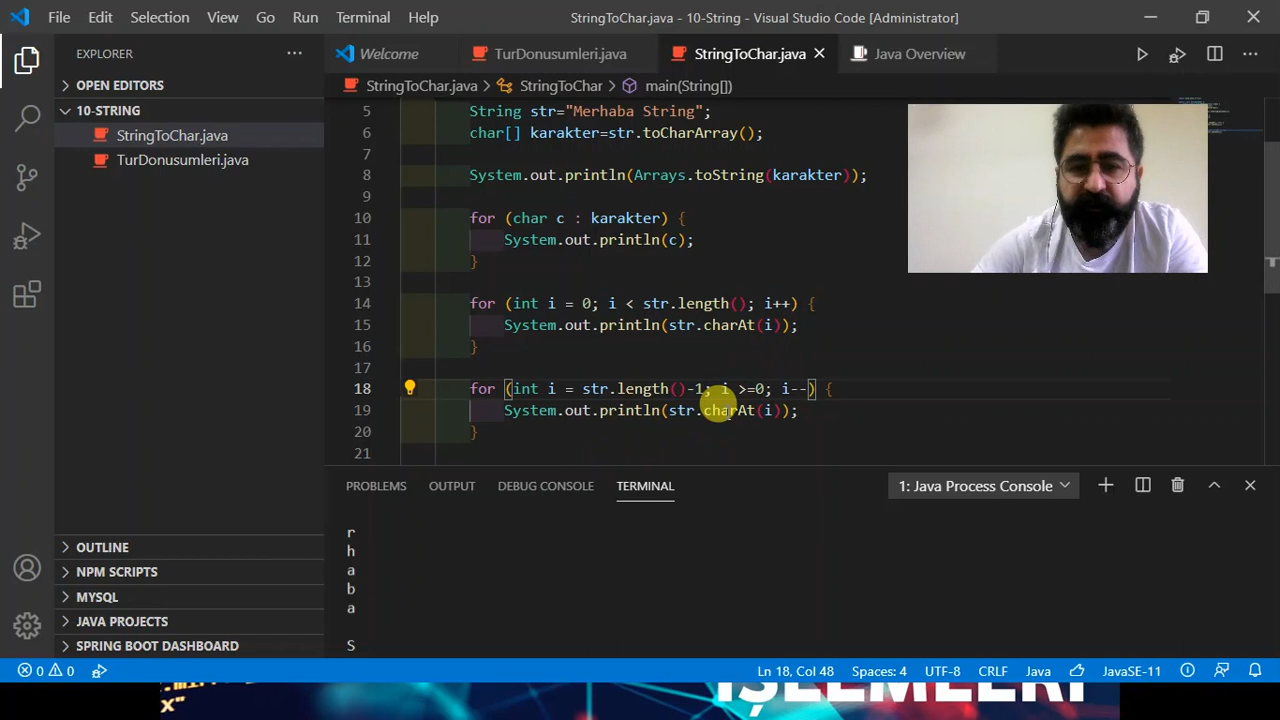 File Edit Selection View Go Run Terminal Help
StringToChar.java - 10-String - Visual Studio Code [Administrator]
EXPLORER
OPEN EDITORS
10-STRING
StringToChar.java
TurDonusumleri.java
OUTLINE
NPM SCRIPTS
MYSQL
JAVA PROJECTS
SPRING BOOT DASHBOARD
Welcome TurDonusumleri.java StringToChar.java Java Overview
StringToChar.java > StringToChar > main(String[])
5 String str="Merhaba String";
6 char[] karakter=str.toCharArray();
7
8 System.out.println(Arrays.toString(karakter));
9
10 for (char c : karakter) {
11 System.out.println(c);
12 }
13
14 for (int i = 0; i < str.length(); i++) {
15 System.out.println(str.charAt(i));
16 }
17
18 for (int i = str.length()-1; i >=0; i--) {
19 System.out.println(str.charAt(i));
20 }
21
PROBLEMS OUTPUT DEBUG CONSOLE TERMINAL 1: Java Process Console
r
h
a
b
a
S
0 0 Ln 18, Col 48 Spaces: 4 UTF-8 CRLF Java JavaSE-11
İŞLEMLERİ